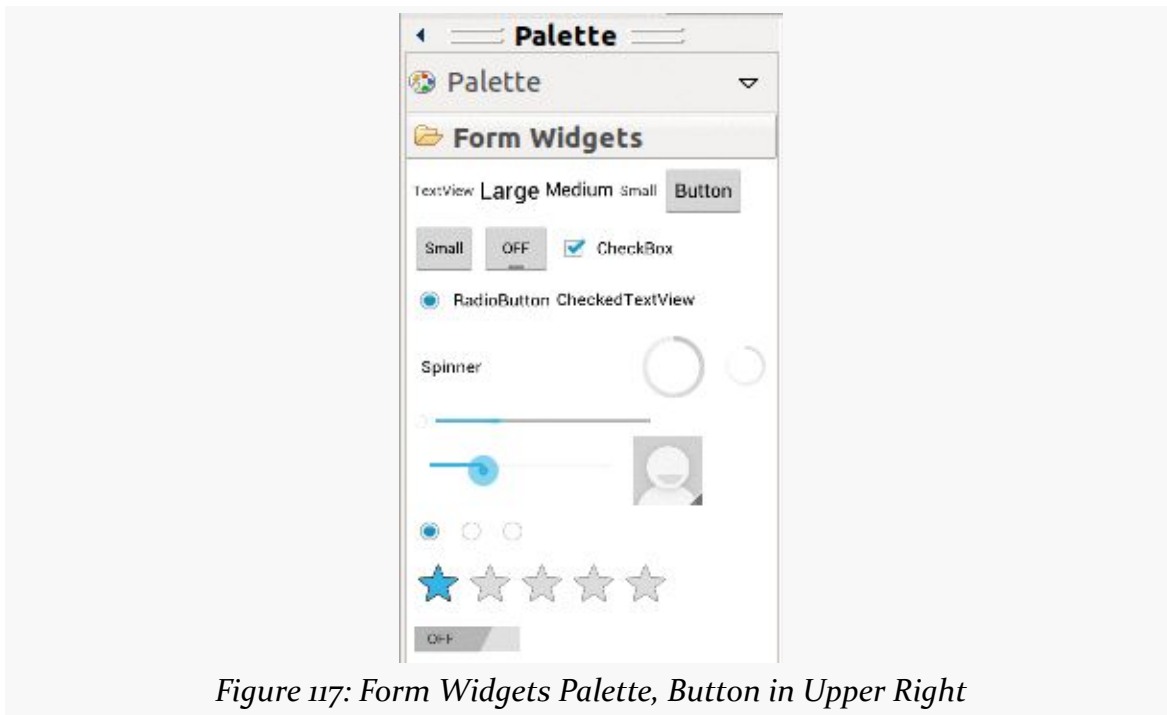 Palette
Palette
Form Widgets
TextView Large Medium Small Button
Small OFF CheckBox
RadioButton CheckedTextView
Spinner
OFF
Figure 117: Form Widgets Palette, Button in Upper Right